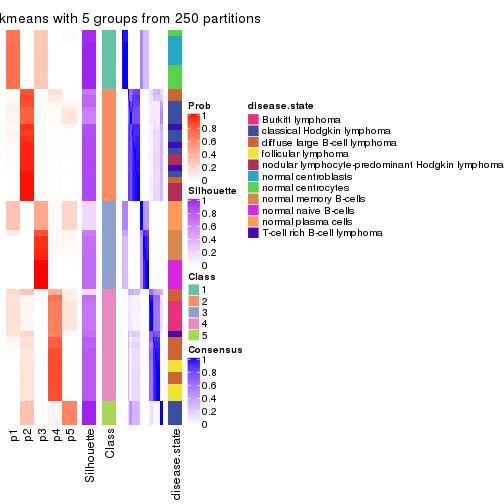 kmeans with 5 groups from 250 partitions
Prob
1
0.8
0.6
0.4
0.2
0
Silhouette
1
0.8
0.6
0.4
0.2
0
Class
1
2
3
4
5
Consensus
1
0.8
0.6
0.4
0.2
0
disease.state
Burkitt lymphoma
classical Hodgkin lymphoma
diffuse large B-cell lymphoma
follicular lymphoma
nodular lymphocyte-predominant Hodgkin lymphoma
normal centroblasts
normal centrocytes
normal memory B-cells
normal naive B-cells
normal plasma cells
T-cell rich B-cell lymphoma
p1
p2
p3
p4
p5
Silhouette
Class
disease.state